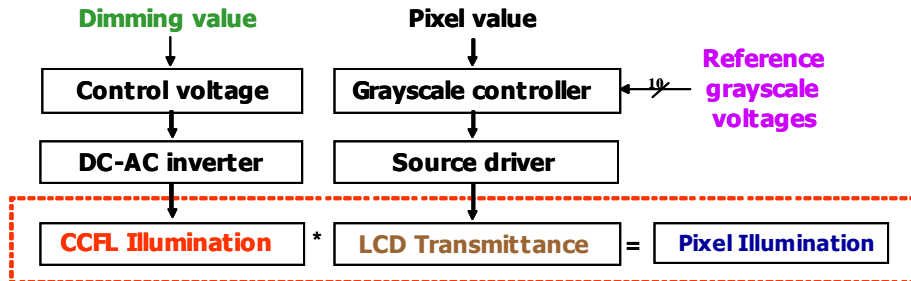 Dimming value
Pixel value
Control voltage
Grayscale controller
10
Reference
grayscale
voltages
DC-AC inverter
Source driver
CCFL Illumination * LCD Transmittance = Pixel Illumination